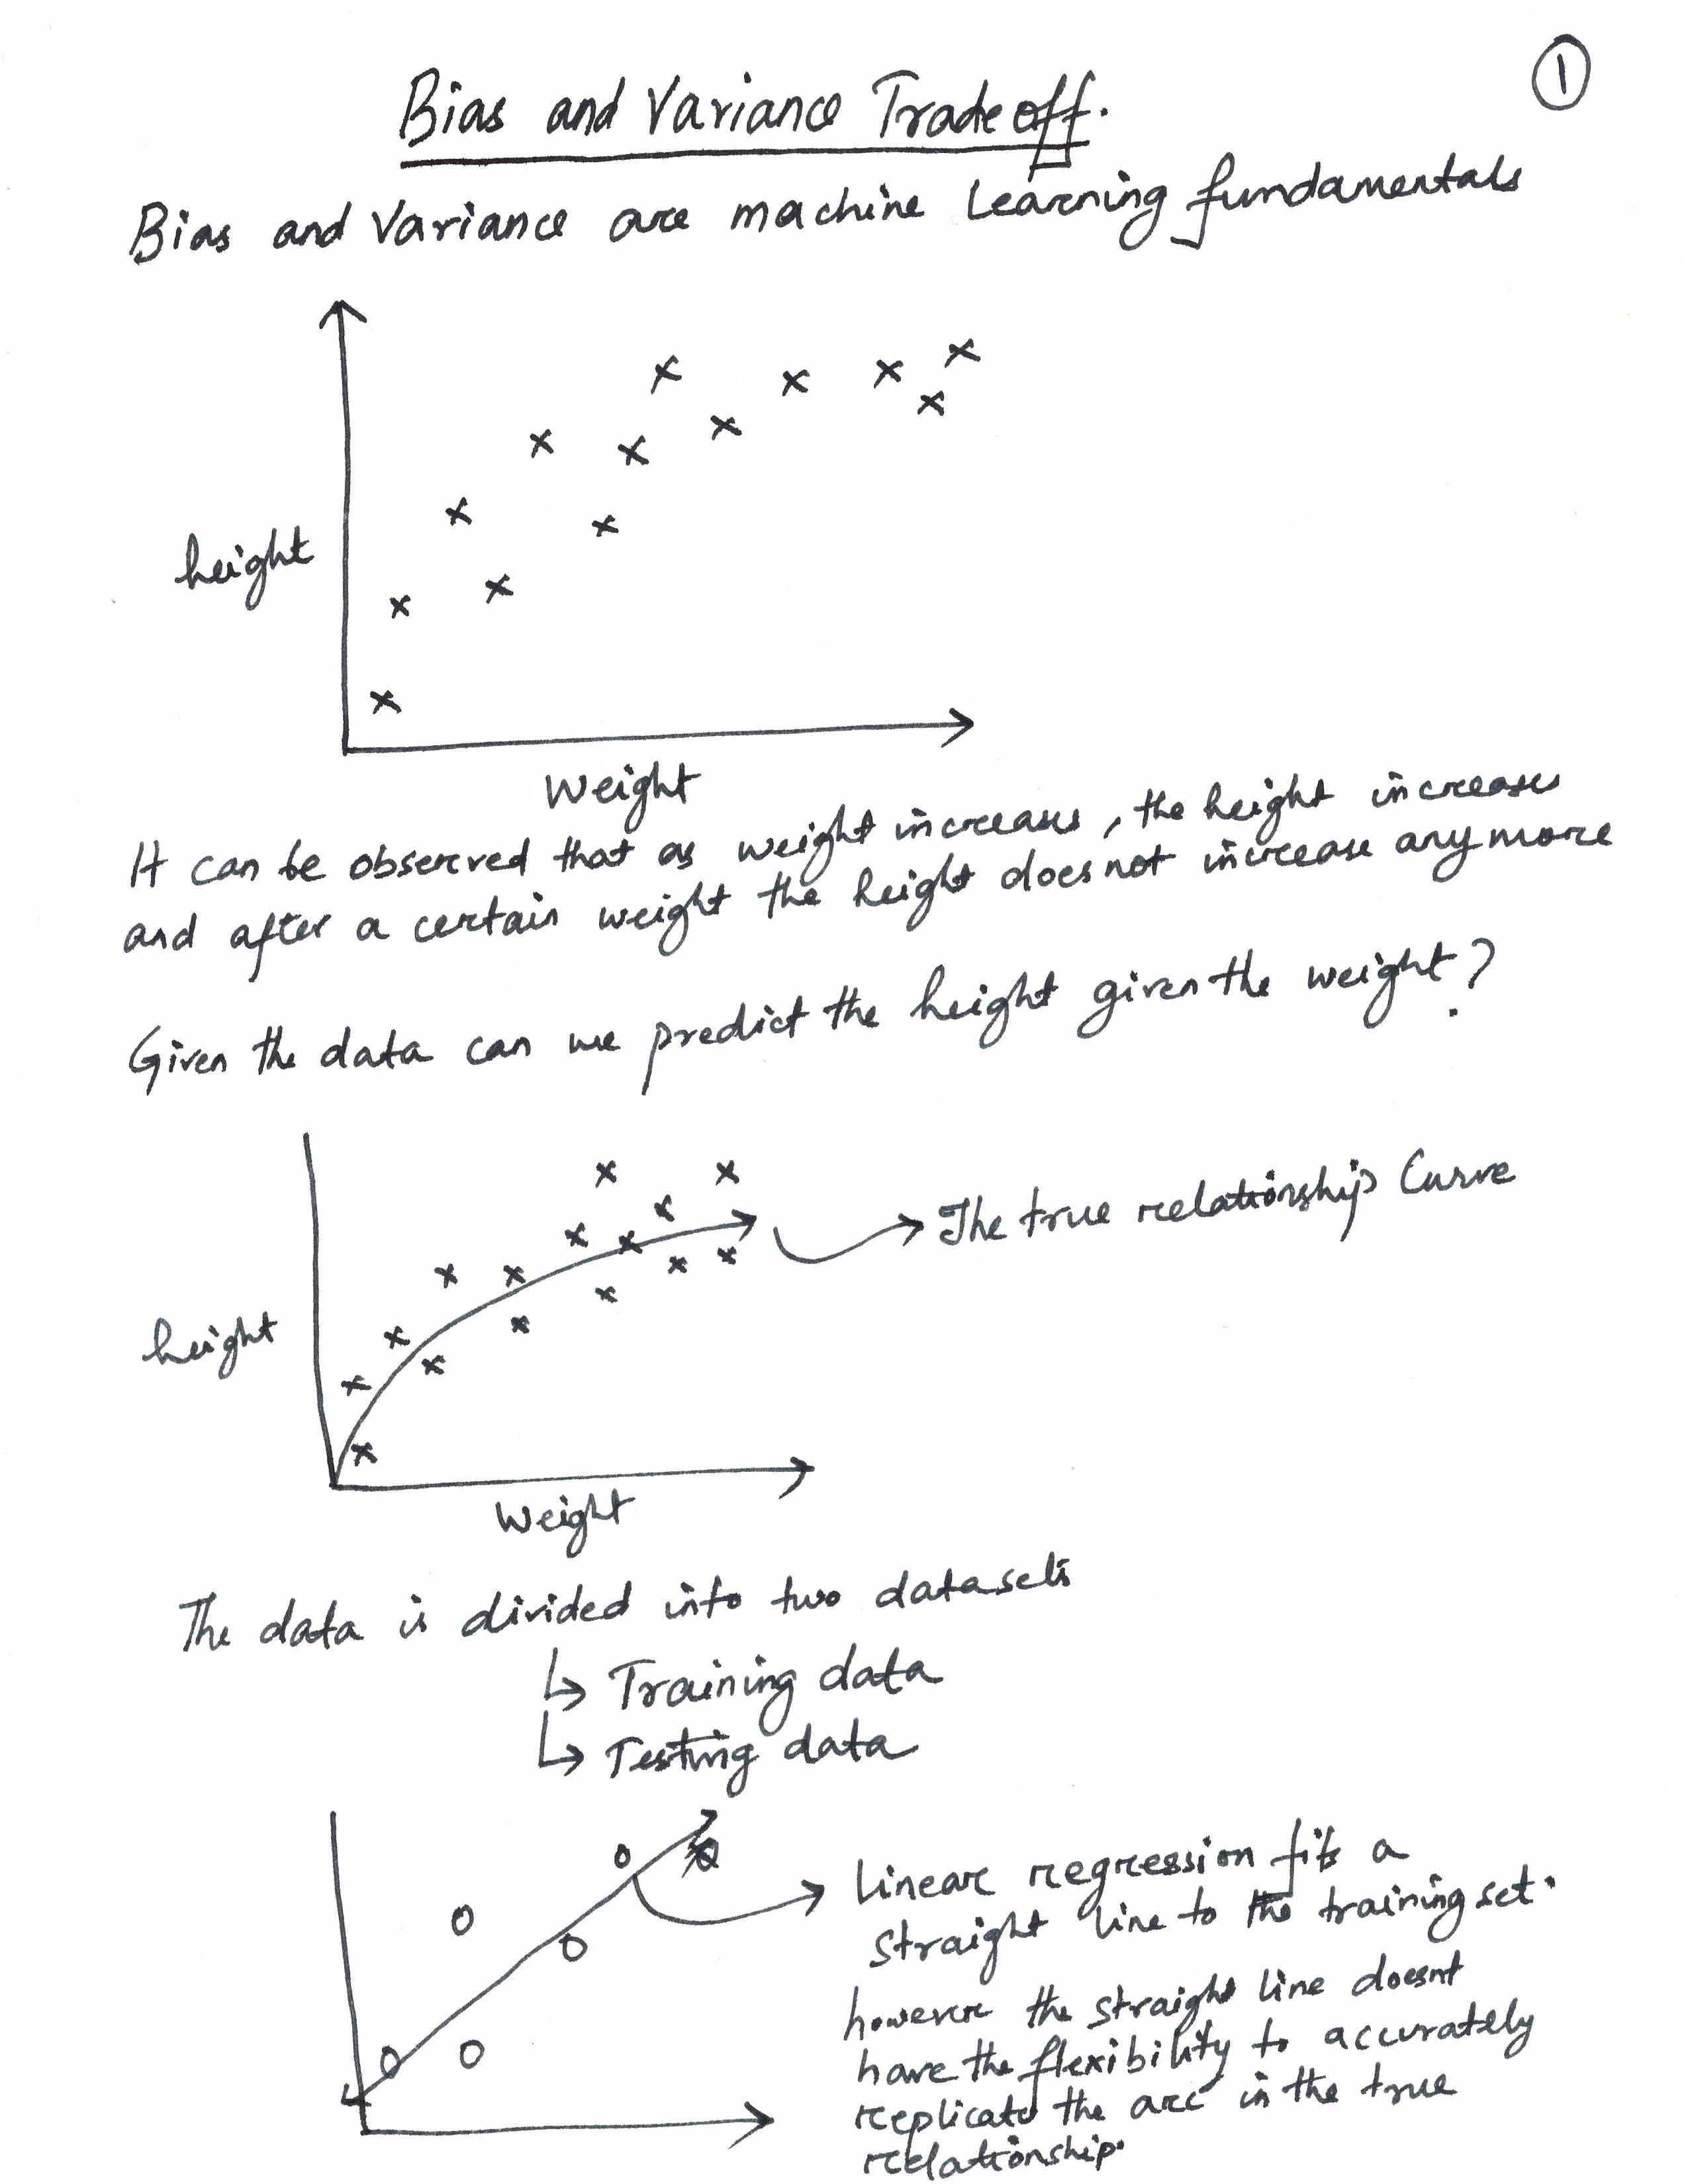 1
Bias and Variance Tradeoff.
Bias and Variance are machine learning fundamentals
height
Weight
It can be observed that as weight increases, the height increases
and after a certain weight the height does not increase any more
Given the data can we predict the height given the weight?
The true relationship Curve
height
Weight
The data is divided into two datasets
↳ Training data
↳ Testing data
Linear regression fits a
straight line to the training set.
however the straight line doesnt
have the flexibility to accurately
replicate the arc in the true
relationship.